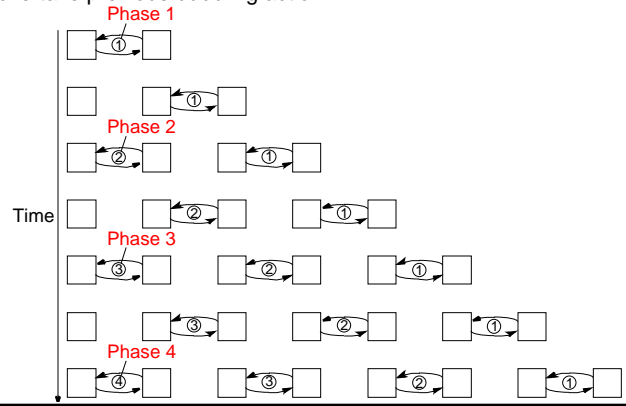 Phase 1
①
①
Phase 2
② ①
Time ② ①
Phase 3
③ ② ①
③ ② ①
Phase 4
④ ③ ② ①